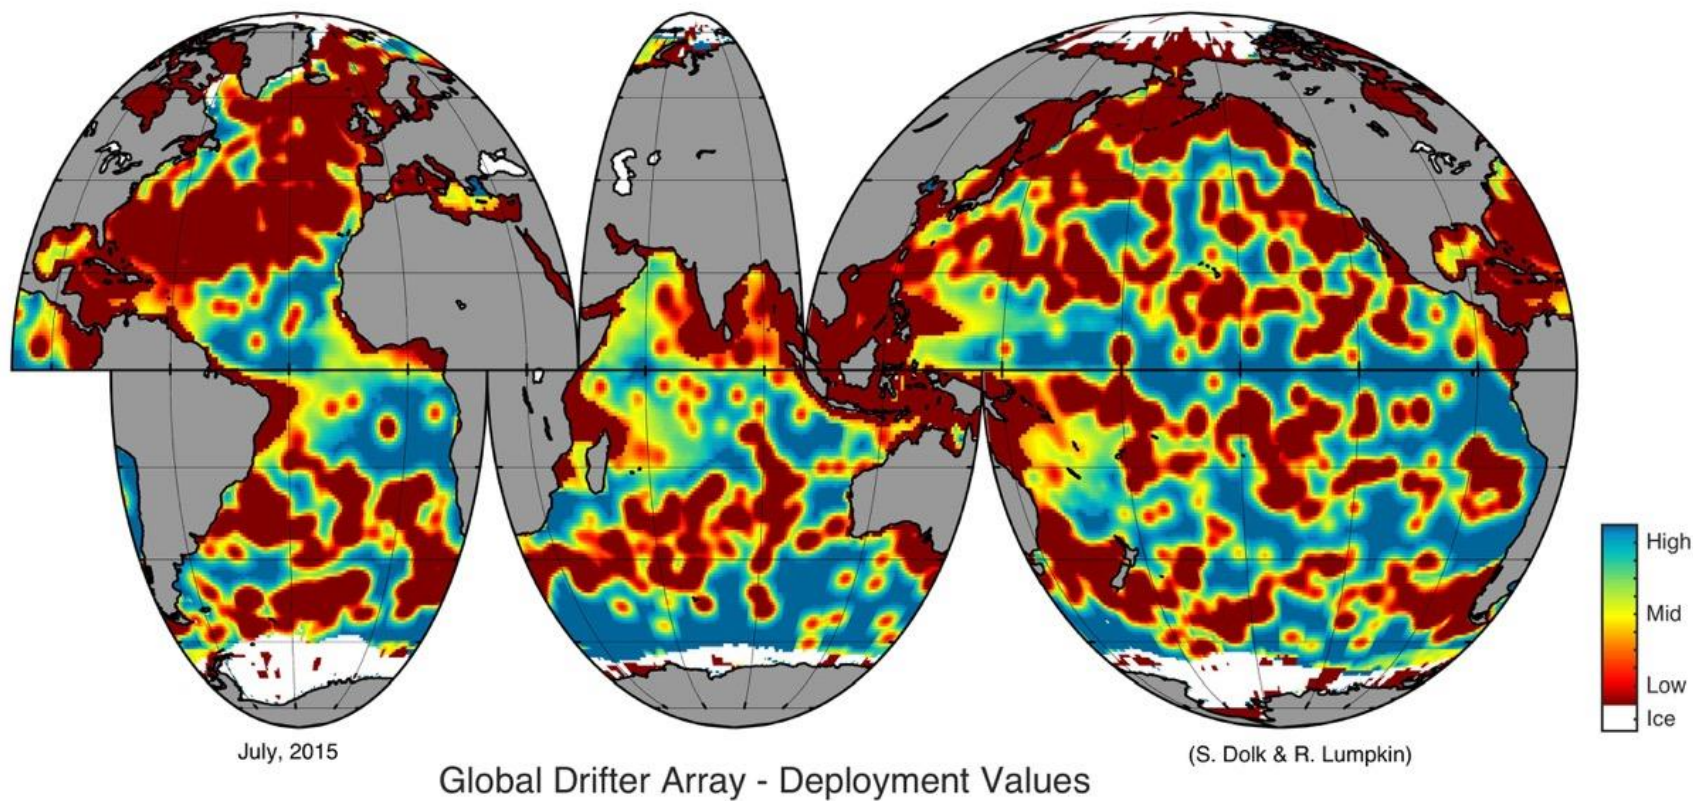 High
Mid
Low
Ice
July, 2015
(S. Dolk & R. Lumpkin)
Global Drifter Array - Deployment Values